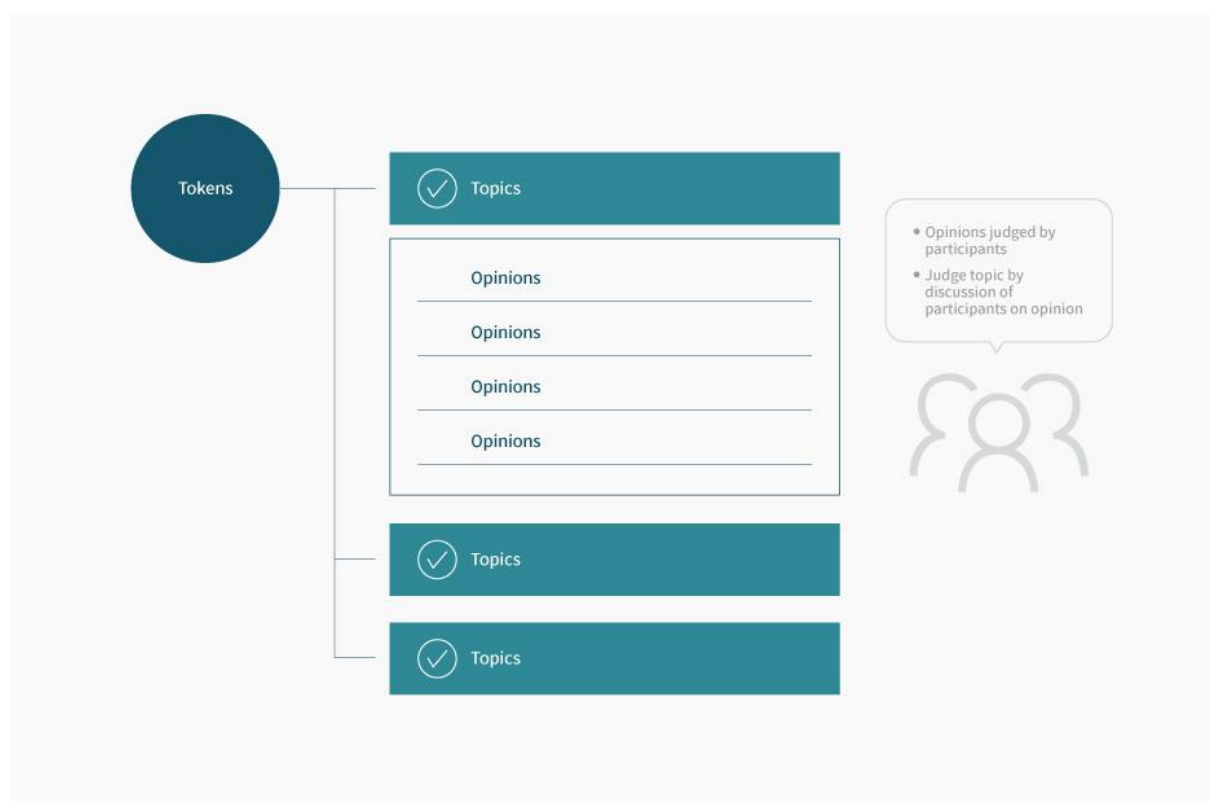 Tokens
Topics
Opinions
Opinions
Opinions
Opinions
Topics
Topics
• Opinions judged by
participants
• Judge topic by
discussion of
participants on opinion